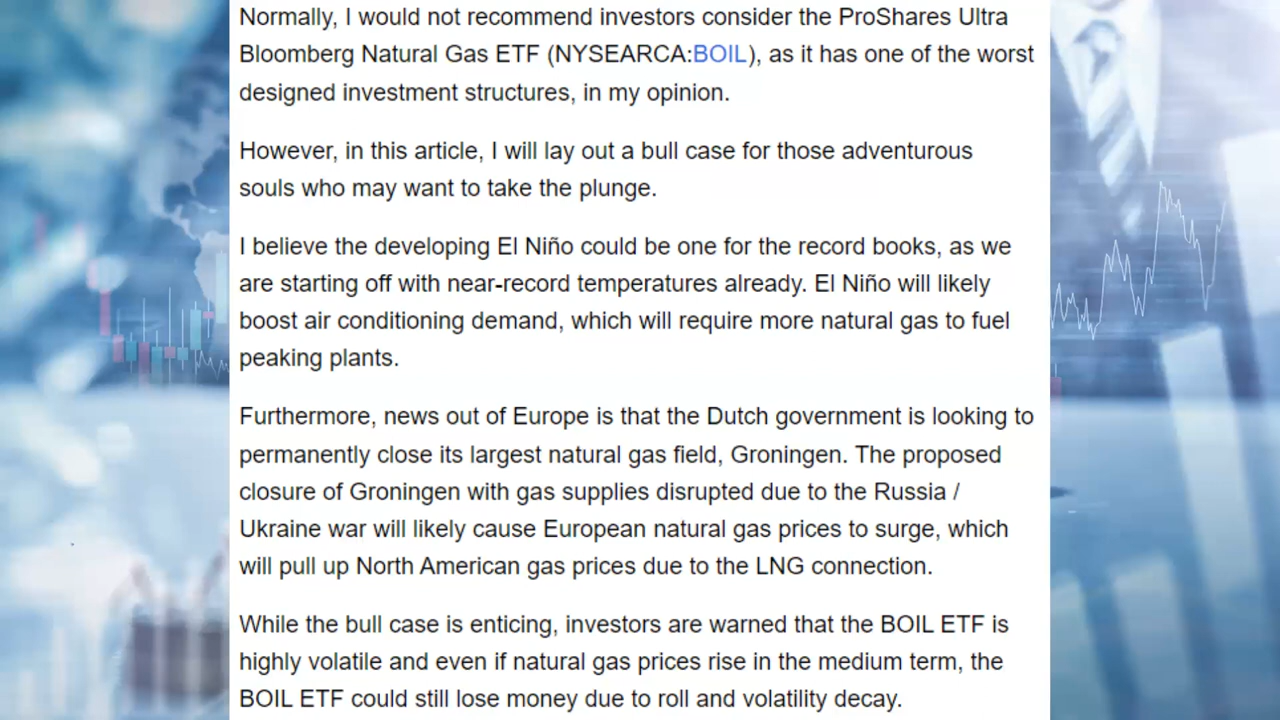 Normally, I would not recommend investors consider the ProShares Ultra
Bloomberg Natural Gas ETF (NYSEARCA:BOIL), as it has one of the worst
designed investment structures, in my opinion.
However, in this article, I will lay out a bull case for those adventurous
souls who may want to take the plunge.
I believe the developing El Niño could be one for the record books, as we
are starting off with near-record temperatures already. El Niño will likely
boost air conditioning demand, which will require more natural gas to fuel
peaking plants.
Furthermore, news out of Europe is that the Dutch government is looking to
permanently close its largest natural gas field, Groningen. The proposed
closure of Groningen with gas supplies disrupted due to the Russia /
Ukraine war will likely cause European natural gas prices to surge, which
will pull up North American gas prices due to the LNG connection.
While the bull case is enticing, investors are warned that the BOIL ETF is
highly volatile and even if natural gas prices rise in the medium term, the
BOIL ETF could still lose money due to roll and volatility decay.